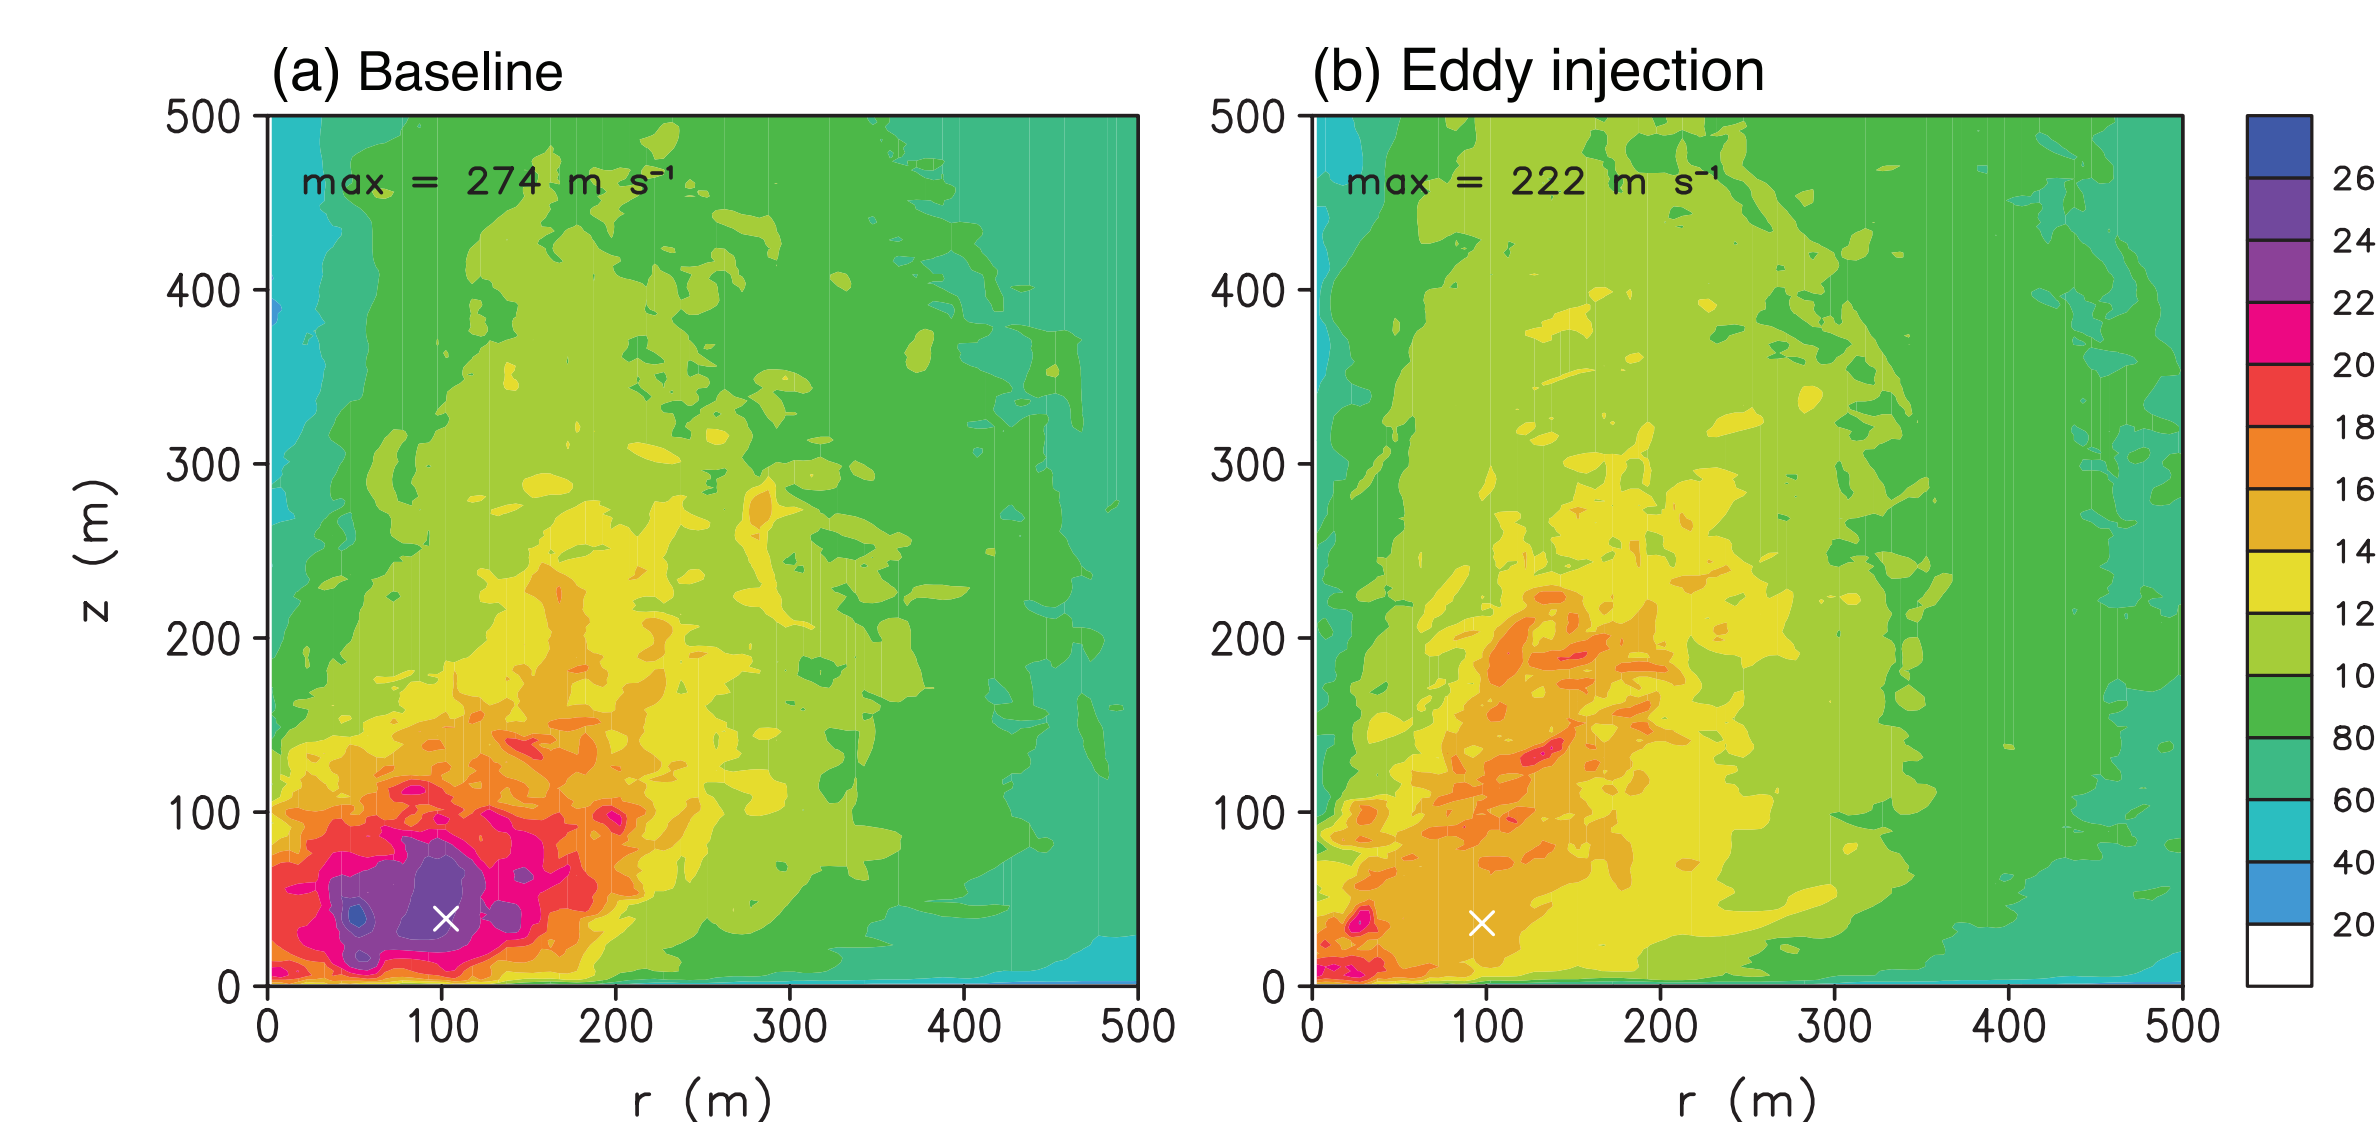 (a) Baseline
(b) Eddy injection
max = 274 m s⁻¹
max = 222 m s⁻¹
500
400
300
200
100
0
z (m)
0 100 200 300 400 500
r (m)
500
400
300
200
100
0
0 100 200 300 400 500
r (m)
26
24
22
20
18
16
14
12
10
80
60
40
20